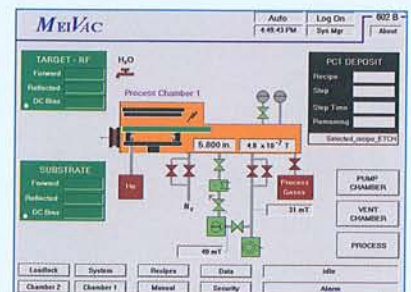 MEIVAC
Auto
Log On
602 B
4:49:43 PM
Sys Mgr
About
TARGET - RF
Forward
Reflected
DC Bias
H₂O
Process Chamber 1
PCT DEPOSIT
Recipe
Step
Step Time
Remaining
Selected_recipe_ETCH
5.800 in.
4.8 x 10⁻⁷ T
SUBSTRATE
Forward
Reflected
DC Bias
He
N₂
Process
Gases
31 mT
49 mT
PUMP
CHAMBER
VENT
CHAMBER
PROCESS
Loadlock
System
Recipes
Data
Idle
Chamber 2
Chamber 1
Manual
Security
Alarm